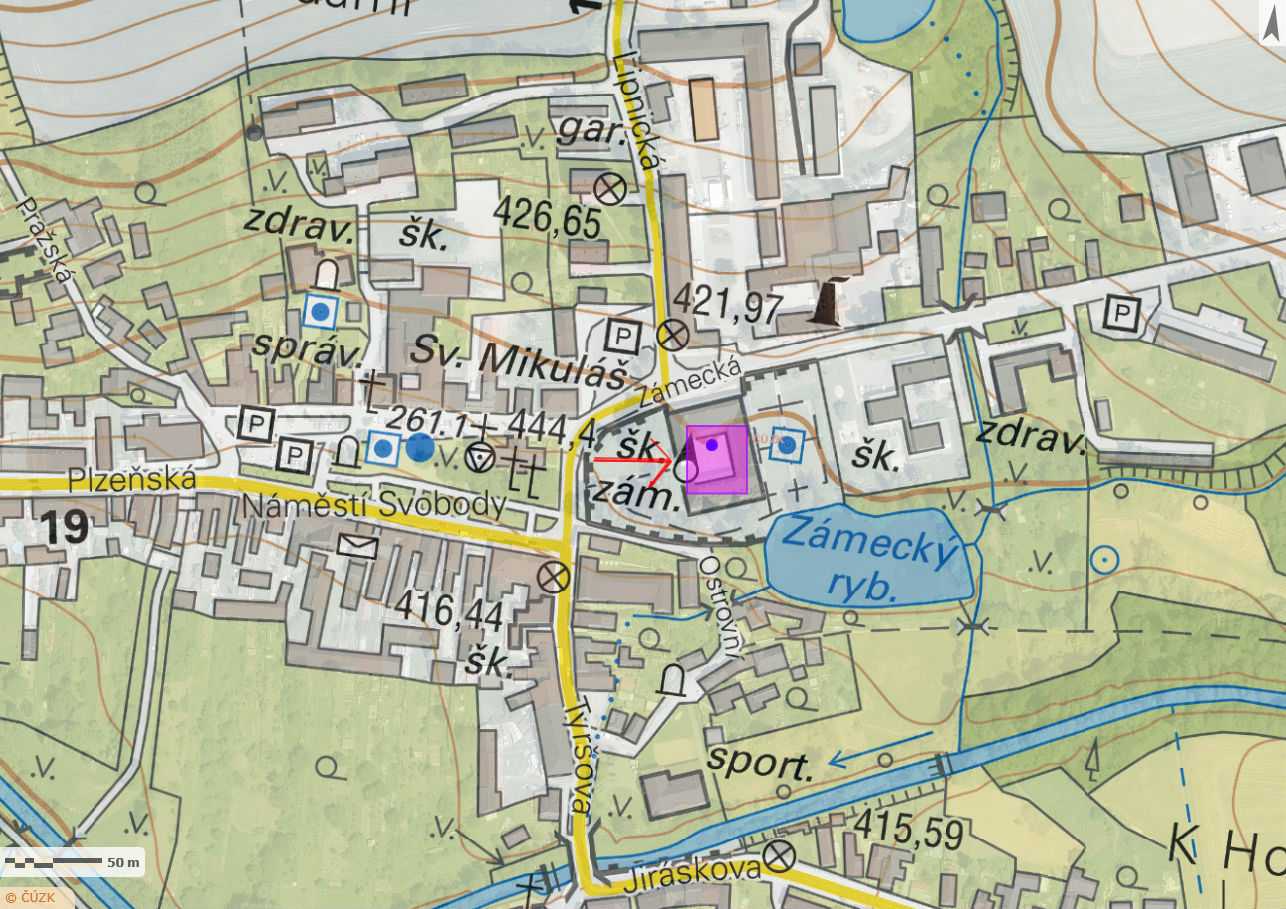 Lipnická
gar.
Pražská
426,65
zdrav.
šk.
421,97
P
P
správ.
Sv. Mikuláš
Zámecká
261.1
444,4
P
P
šk.
ČÚZK
šk.
zdrav.
Plzeňská
zám.
Náměstí Svobody
19
Zámecký
ryb.
Ostrovní
416,44
šk.
Tyršova
sport.
415,59
K Ho
Jiráskova
50 m
© ČÚZK